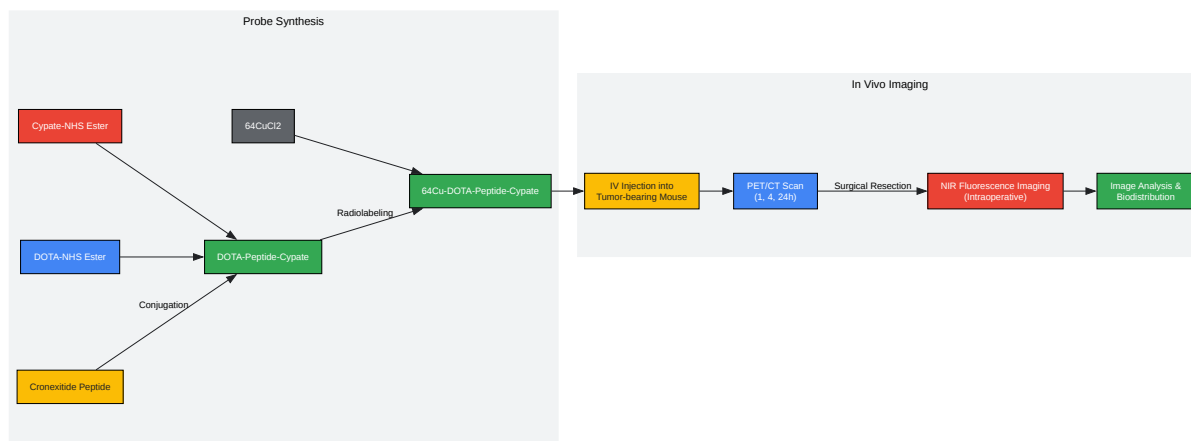 Probe Synthesis
Cypate-NHS Ester
64CuCl2
64Cu-DOTA-Peptide-Cypate
Radiolabeling
DOTA-NHS Ester
DOTA-Peptide-Cypate
Conjugation
Cronexitide Peptide
In Vivo Imaging
IV Injection into
Tumor-bearing Mouse
PET/CT Scan
(1, 4, 24h)
Surgical Resection
NIR Fluorescence Imaging
(Intraoperative)
Image Analysis &
Biodistribution